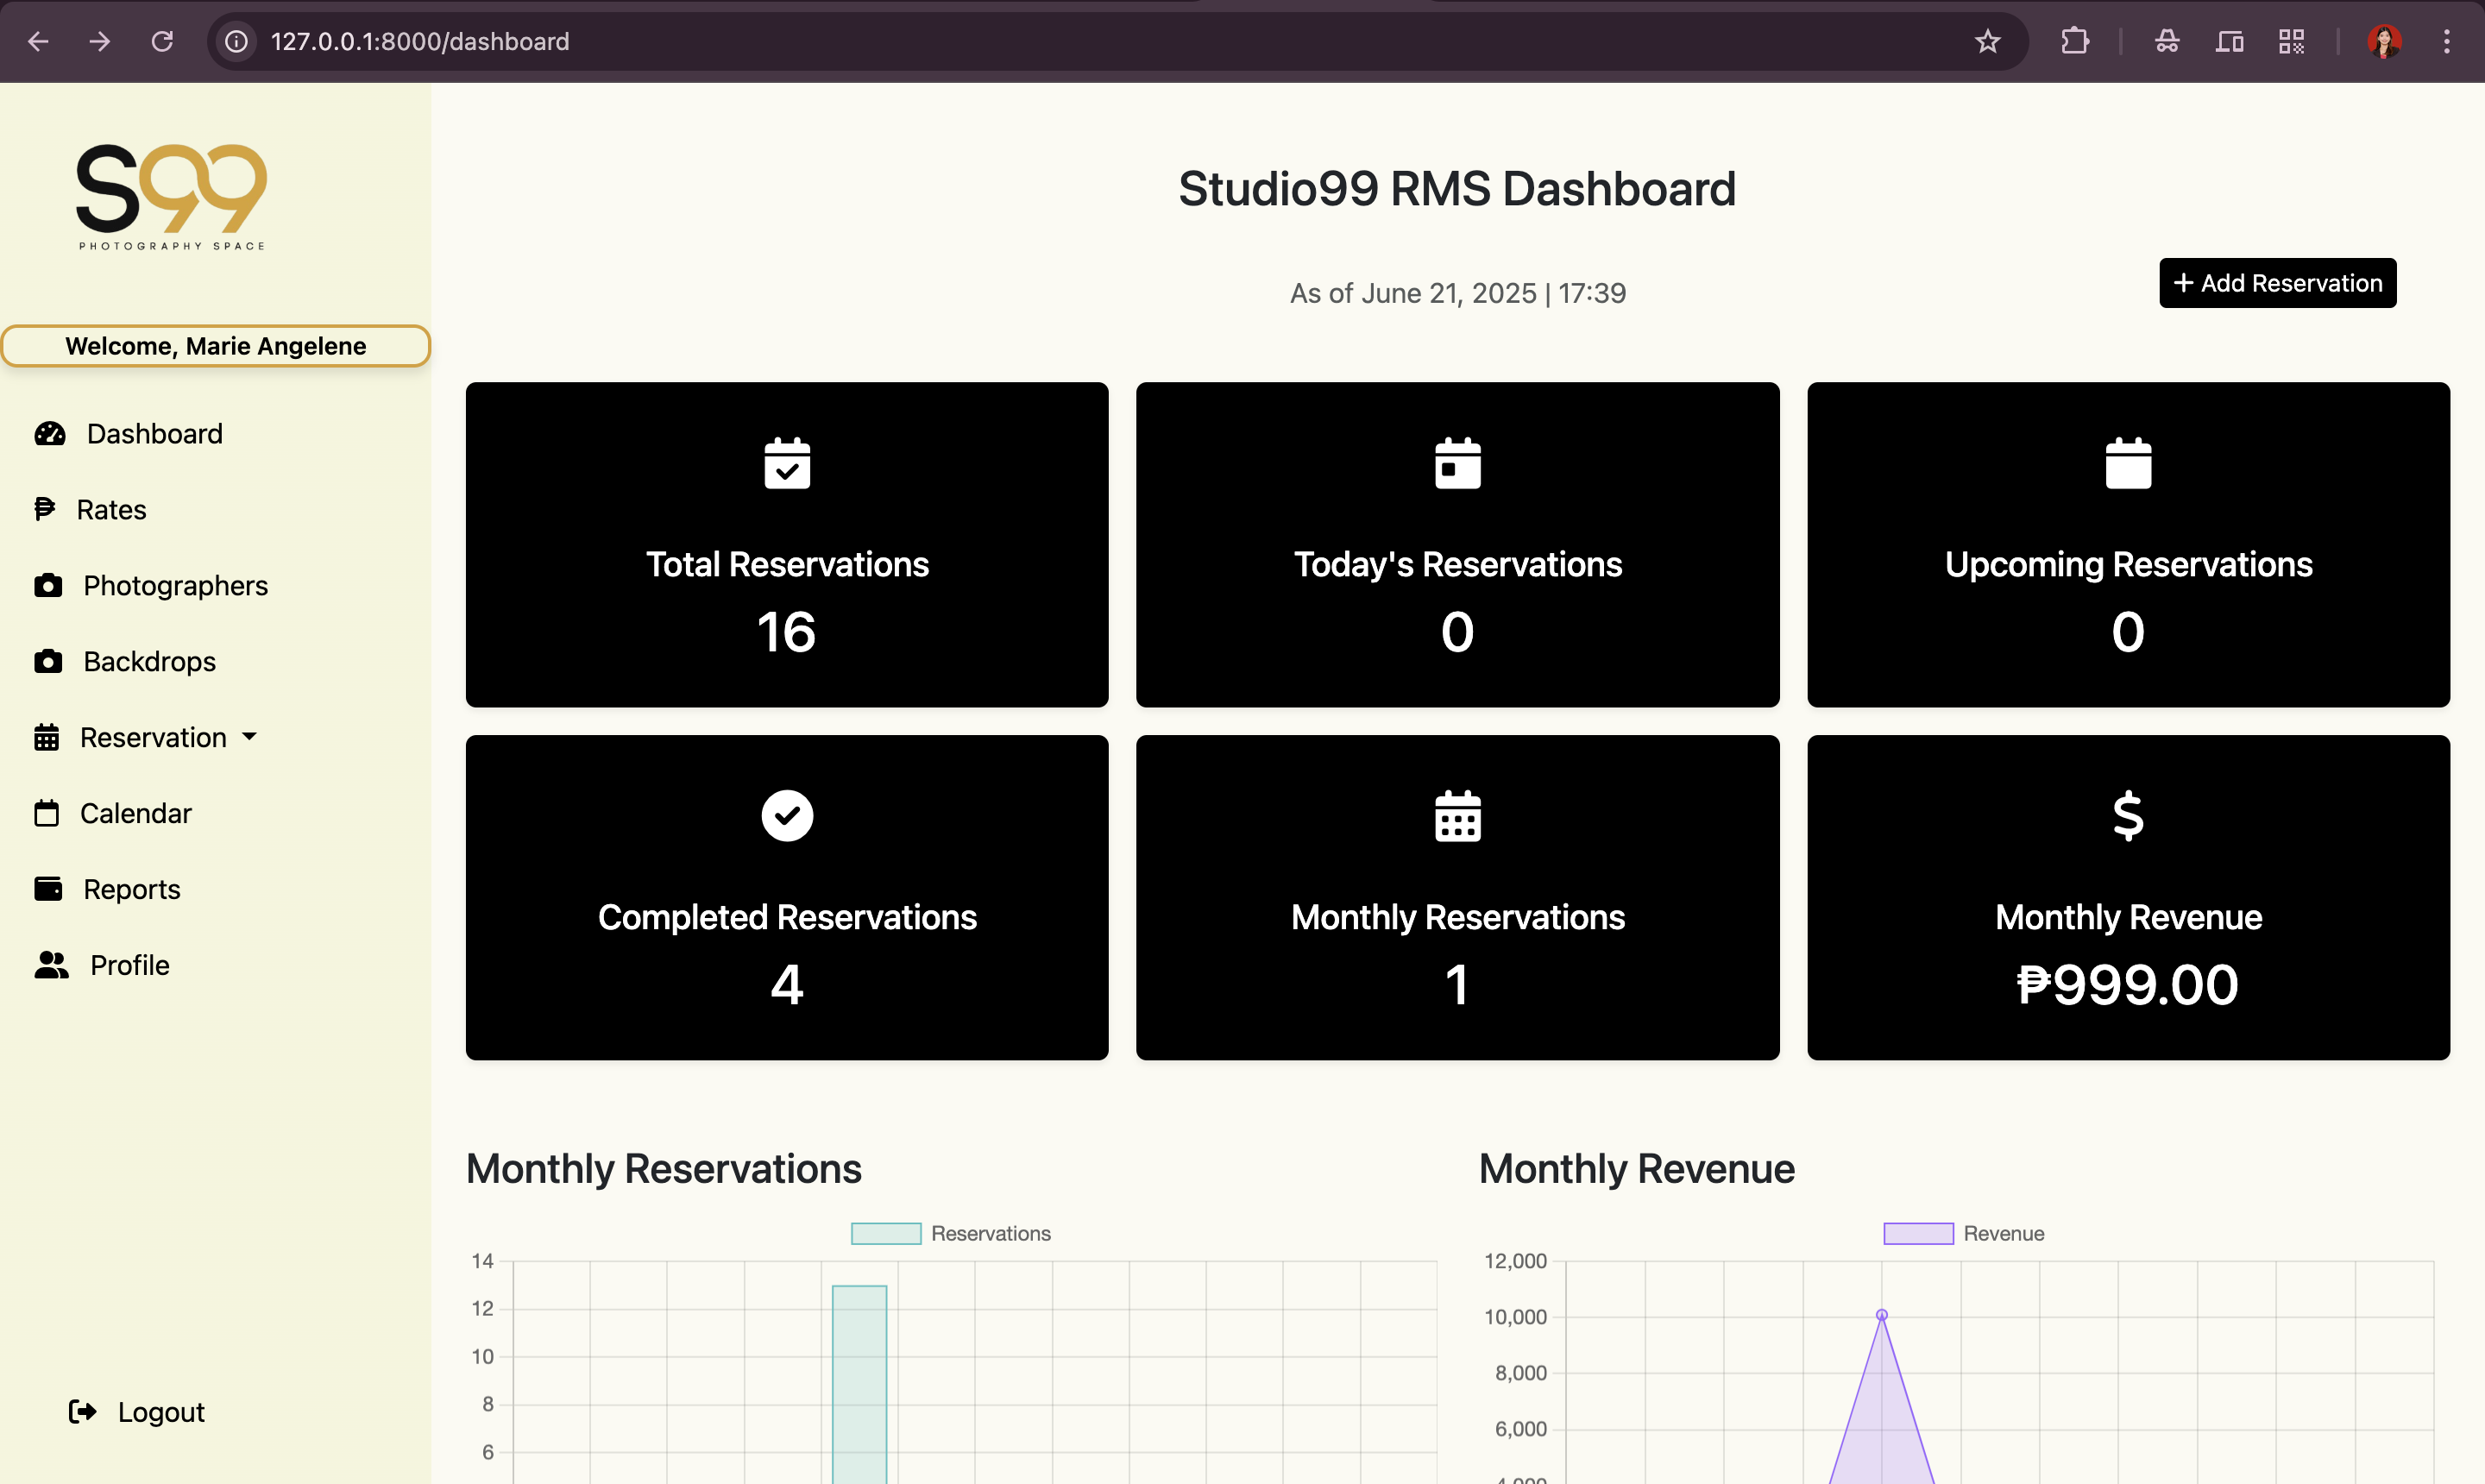 127.0.0.1:8000/dashboard
S99
PHOTOGRAPHY SPACE
Welcome, Marie Angelene
Dashboard
Rates
Photographers
Backdrops
Reservation
Calendar
Reports
Profile
Logout
Studio99 RMS Dashboard
As of June 21, 2025 | 17:39
+ Add Reservation
Total Reservations
16
Today's Reservations
0
Upcoming Reservations
0
Completed Reservations
4
Monthly Reservations
1
Monthly Revenue
₱999.00
Monthly Reservations
Reservations
14
12
10
8
6
Monthly Revenue
Revenue
12,000
10,000
8,000
6,000
4,000